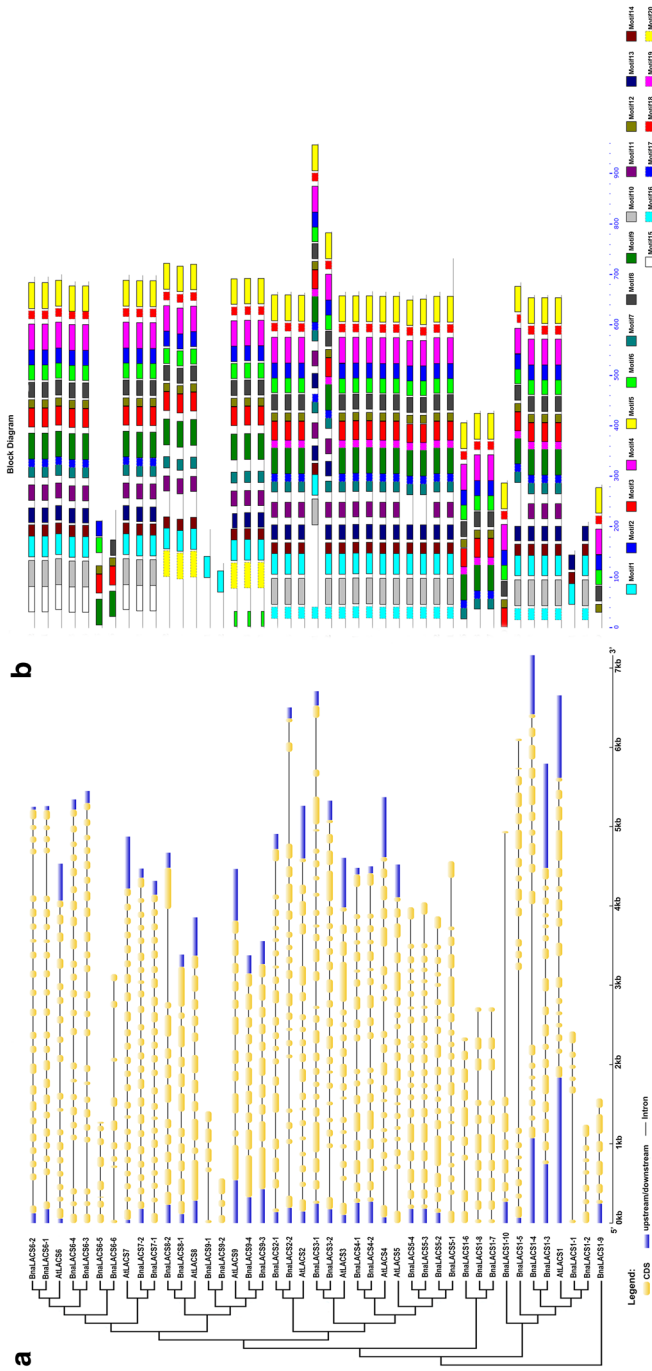 a
BnaLACS6-2
BnaLACS6-1
AtLACS6
BnaLACS6-4
BnaLACS6-3
BnaLACS6-5
BnaLACS6-6
AtLACS7
BnaLACS7-2
BnaLACS7-1
BnaLACS8-2
BnaLACS8-1
AtLACS8
BnaLACS9-1
BnaLACS9-2
AtLACS9
BnaLACS9-4
BnaLACS9-3
BnaLACS2-1
BnaLACS2-2
AtLACS2
BnaLACS3-1
BnaLACS3-2
AtLACS3
BnaLACS4-1
BnaLACS4-2
AtLACS4
AtLACS5
BnaLACS5-4
BnaLACS5-3
BnaLACS5-2
BnaLACS5-1
BnaLACS1-6
BnaLACS1-8
BnaLACS1-7
BnaLACS1-10
BnaLACS1-5
BnaLACS1-4
BnaLACS1-3
AtLACS1
BnaLACS1-1
BnaLACS1-2
BnaLACS1-9
5' 3'
0kb 1kb 2kb 3kb 4kb 5kb 6kb 7kb
Legend:
CDS upstream/downstream Intron
b
Block Diagram
0 100 200 300 400 500 600 700 800 900
Motif1 Motif2 Motif3 Motif4 Motif5 Motif6 Motif7 Motif8 Motif9 Motif10 Motif11 Motif12 Motif13 Motif14
Motif15 Motif16 Motif17 Motif18 Motif19 Motif20